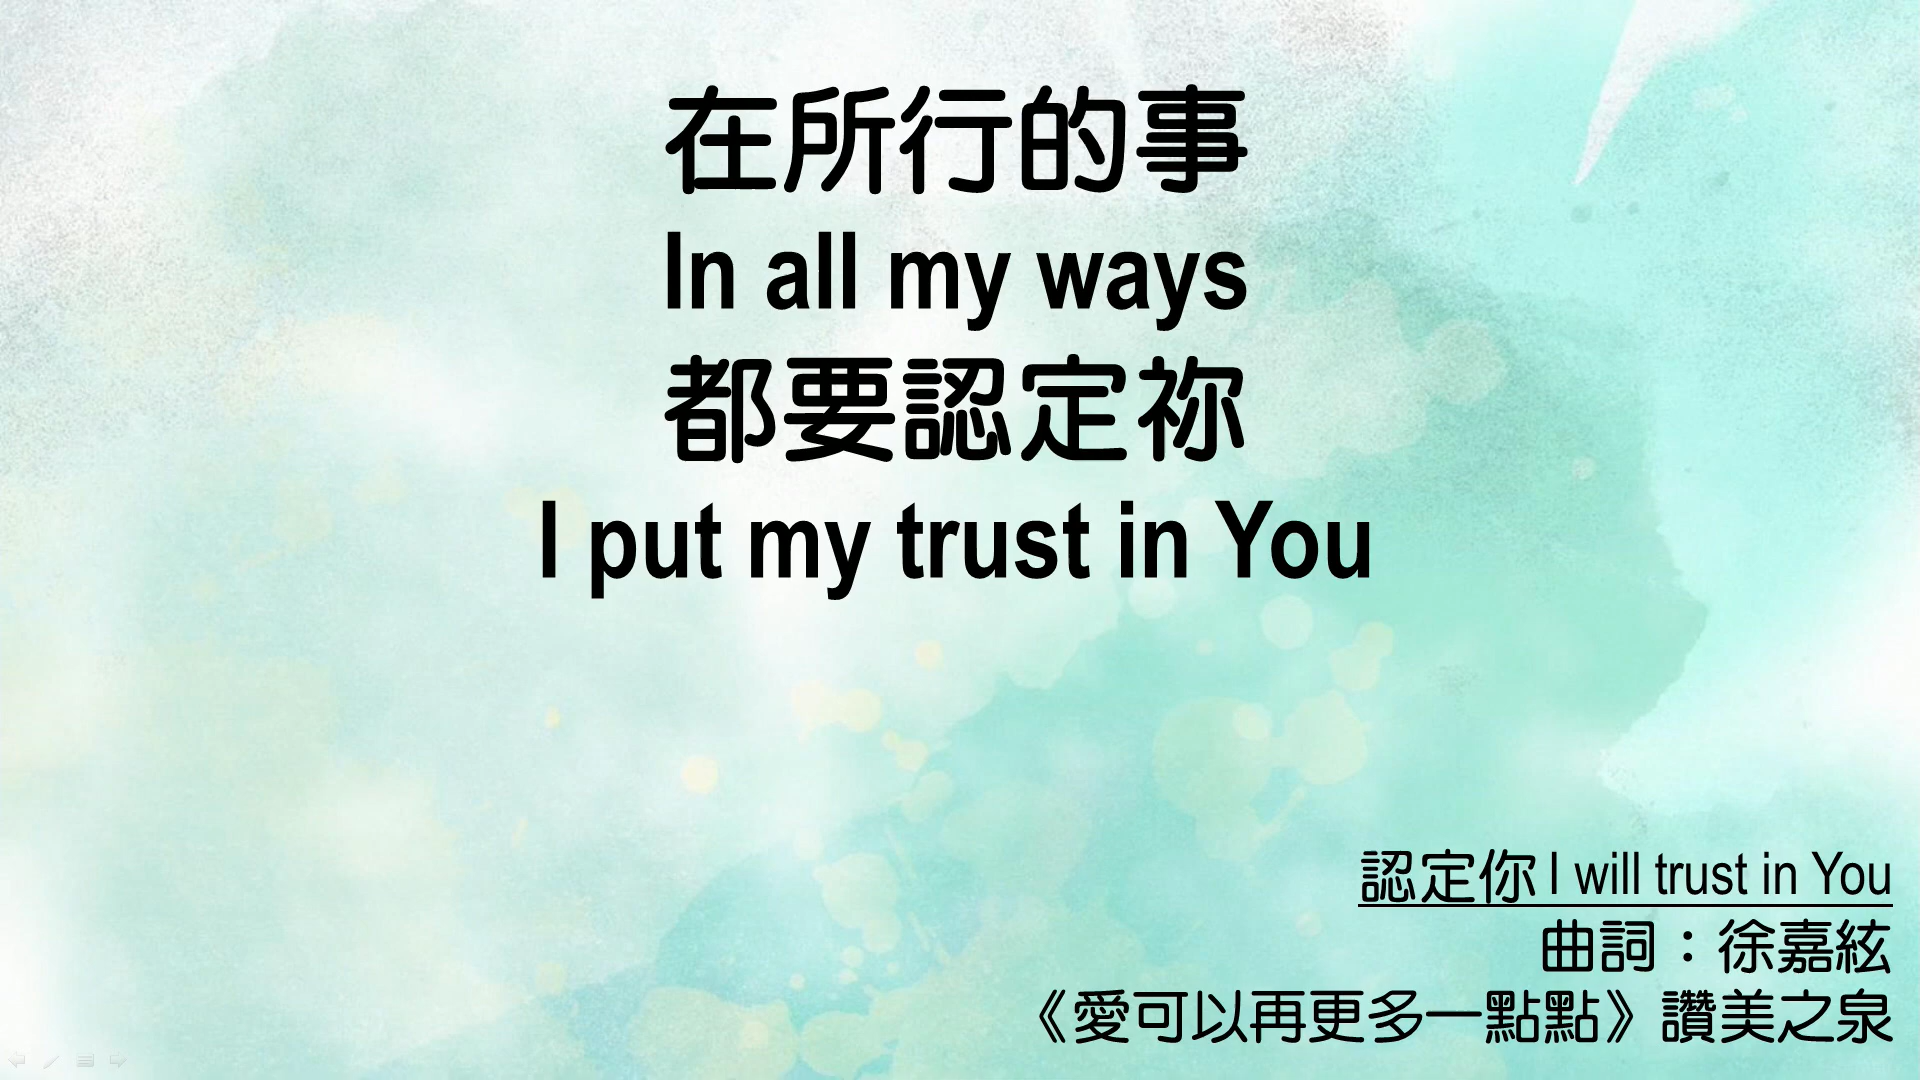 在所行的事
In all my ways
都要認定祢
I put my trust in You
認定你 I will trust in You
曲詞：徐嘉絃
《愛可以再更多一點點》讚美之泉